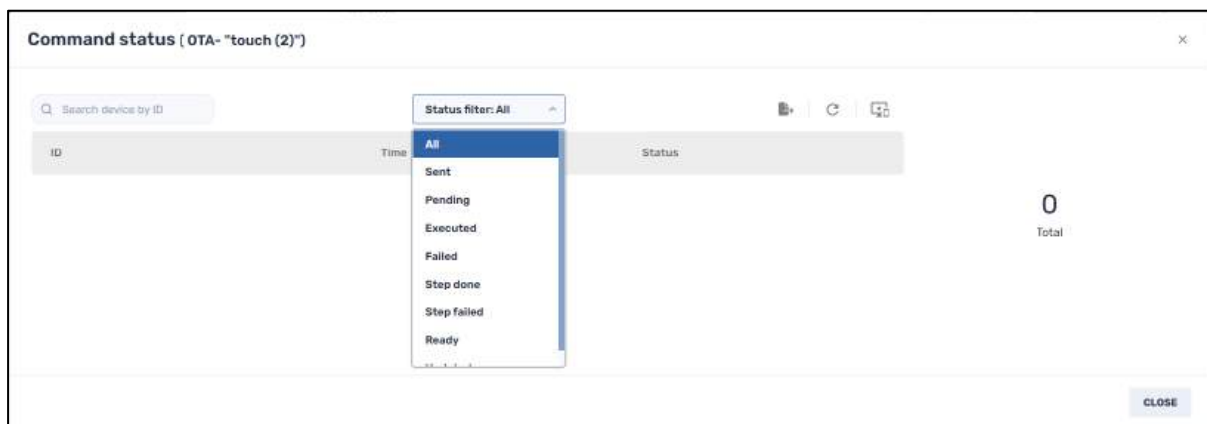 Command status ( OTA- "touch (2)")
Search device by ID
Status filter: All
ID Time Status
All
Sent
Pending
Executed
Failed
Step done
Step failed
Ready
0
Total
CLOSE